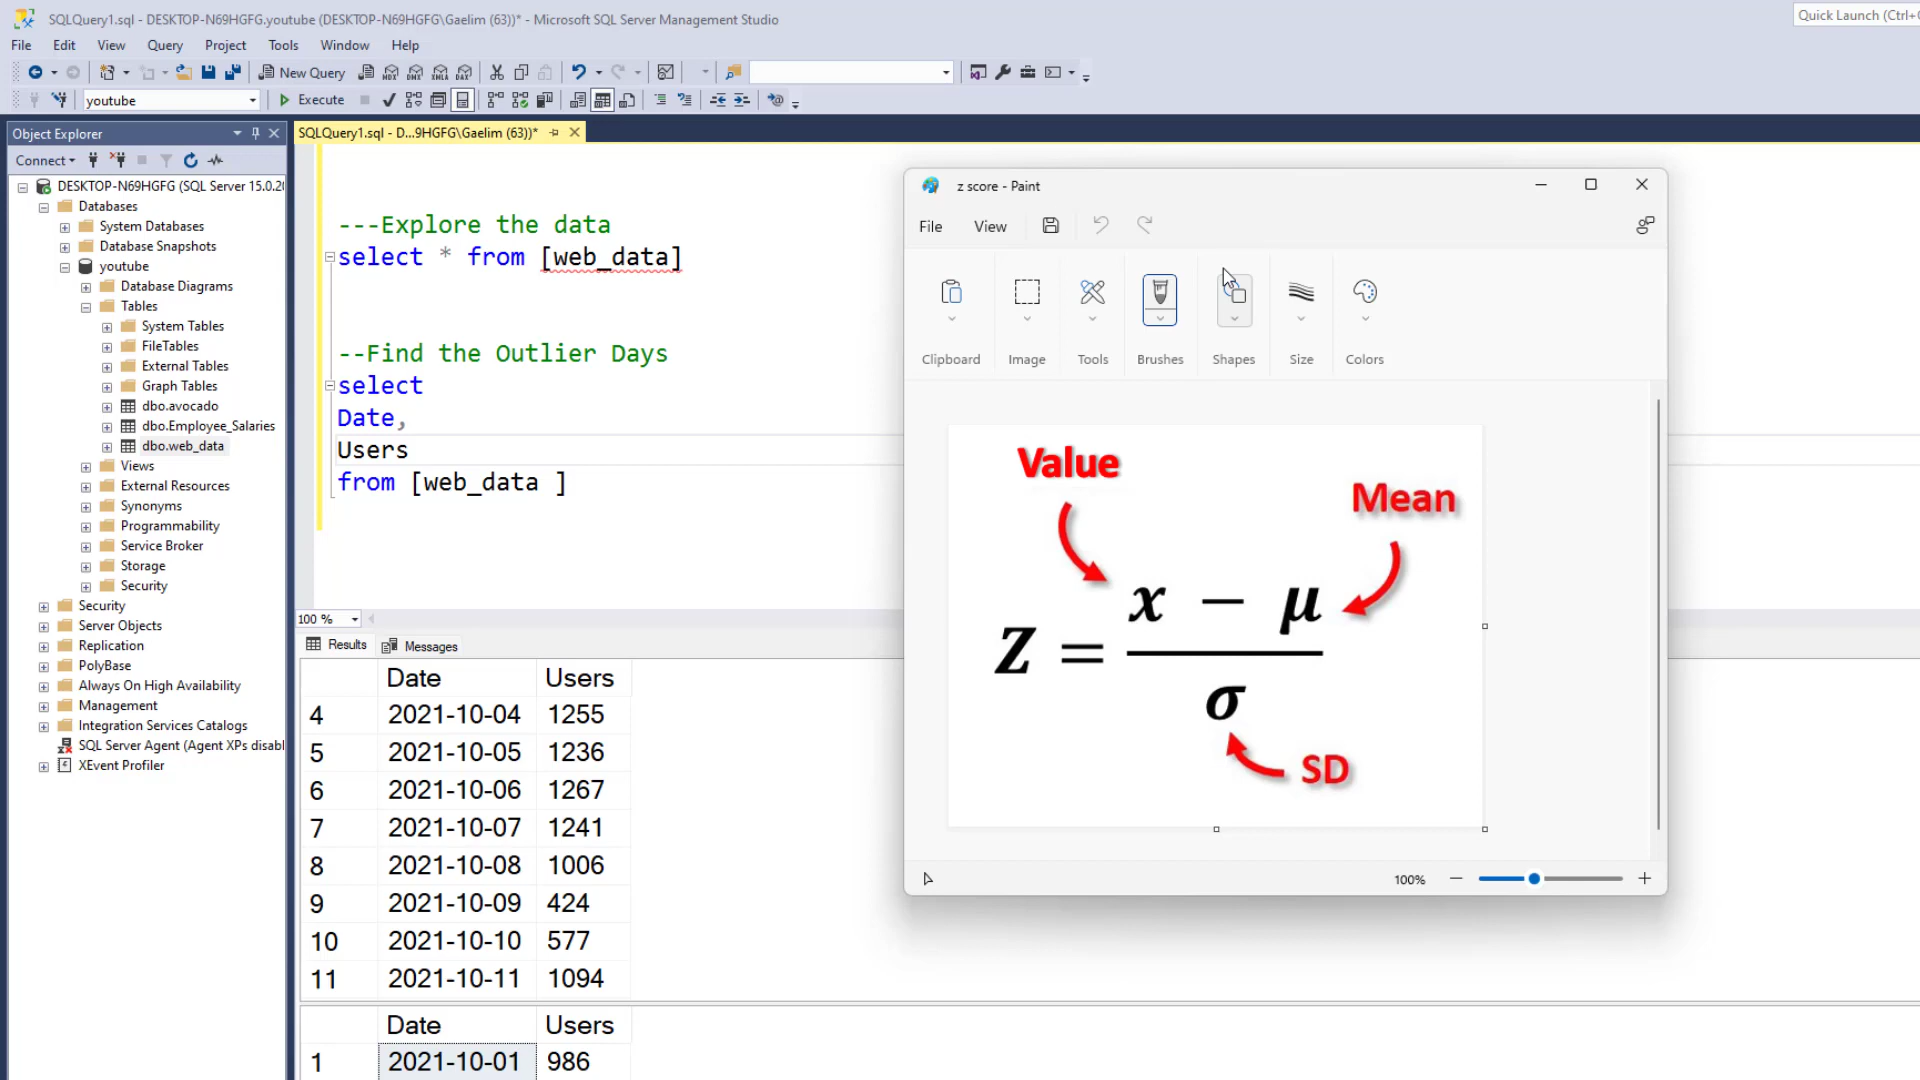 SQLQuery1.sql - DESKTOP-N69HGFG.youtube (DESKTOP-N69HGFG\Gaelim (63))* - Microsoft SQL Server Management Studio
Quick Launch (Ctrl+
File Edit View Query Project Tools Window Help
New Query
youtube Execute
Object Explorer
Connect
DESKTOP-N69HGFG (SQL Server 15.0.20
Databases
System Databases
Database Snapshots
youtube
Database Diagrams
Tables
System Tables
FileTables
External Tables
Graph Tables
dbo.avocado
dbo.Employee_Salaries
dbo.web_data
Views
External Resources
Synonyms
Programmability
Service Broker
Storage
Security
Security
Server Objects
Replication
PolyBase
Always On High Availability
Management
Integration Services Catalogs
SQL Server Agent (Agent XPs disabl
XEvent Profiler
SQLQuery1.sql - D...9HGFG\Gaelim (63))*
---Explore the data
select * from [web_data]
--Find the Outlier Days
select
Date,
Users
from [web_data ]
100 %
Results Messages
Date Users
4 2021-10-04 1255
5 2021-10-05 1236
6 2021-10-06 1267
7 2021-10-07 1241
8 2021-10-08 1006
9 2021-10-09 424
10 2021-10-10 577
11 2021-10-11 1094
Date Users
1 2021-10-01 986
z score - Paint
File View
Clipboard Image Tools Brushes Shapes Size Colors
Value
Mean
x − μ
Z =
σ
SD
100%